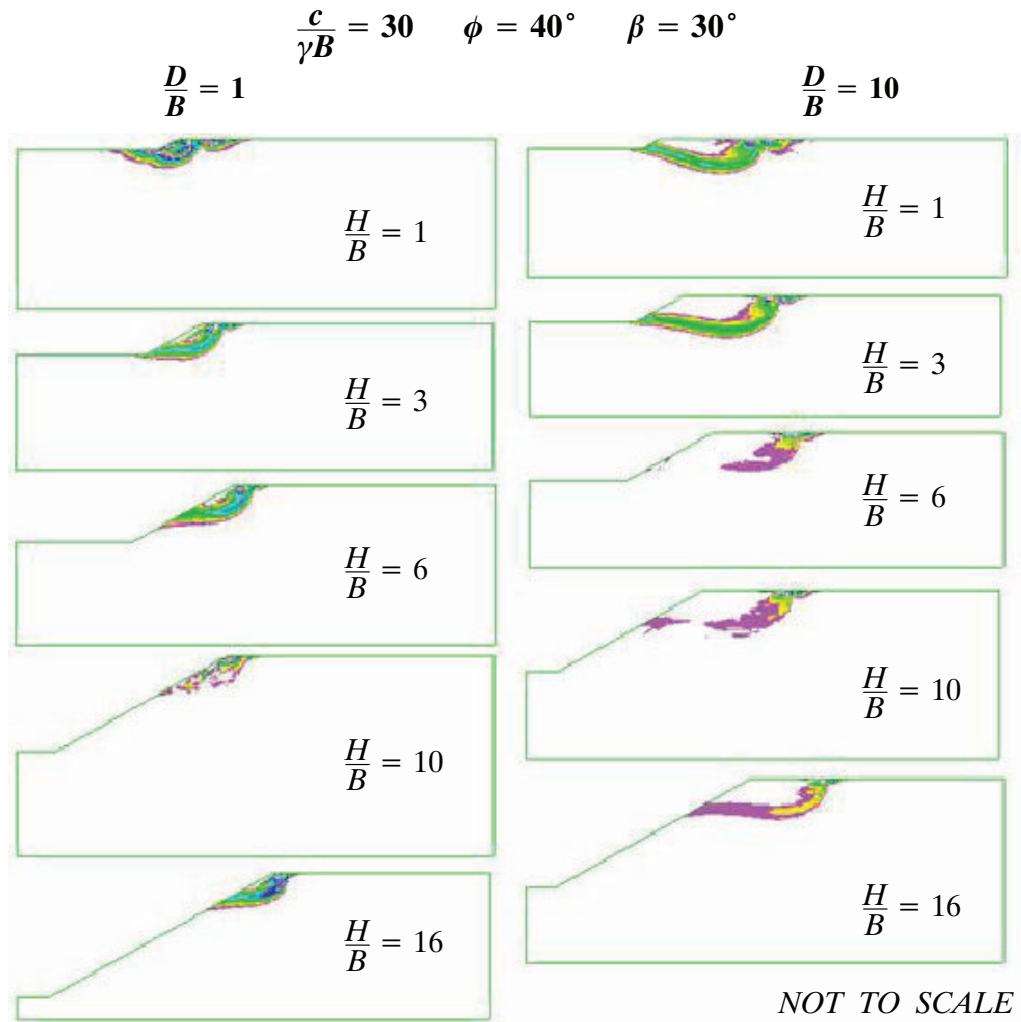 c/γB = 30 ϕ = 40° β = 30°
D/B = 1
D/B = 10
H/B = 1
H/B = 1
H/B = 3
H/B = 3
H/B = 6
H/B = 6
H/B = 10
H/B = 10
H/B = 16
H/B = 16
NOT TO SCALE